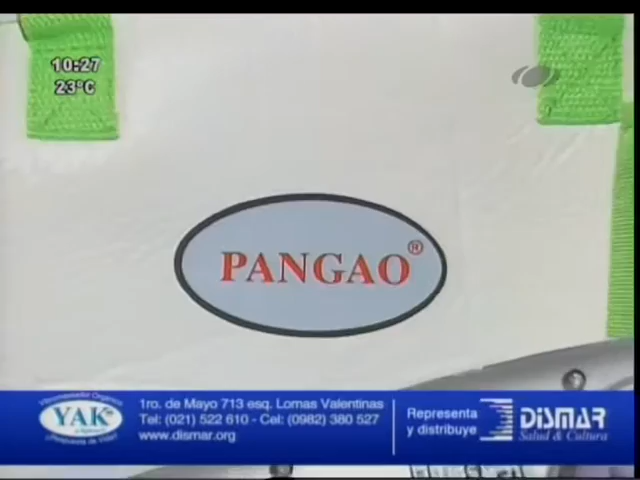 10:27
23°C
PANGAO®
YAK
1ro. de Mayo 713 esq. Lomas Valentinas
Tel: (021) 522 610 - Cel: (0982) 380 527
www.dismar.org
Representa
y distribuye
DISMAR
Salud & Cultura